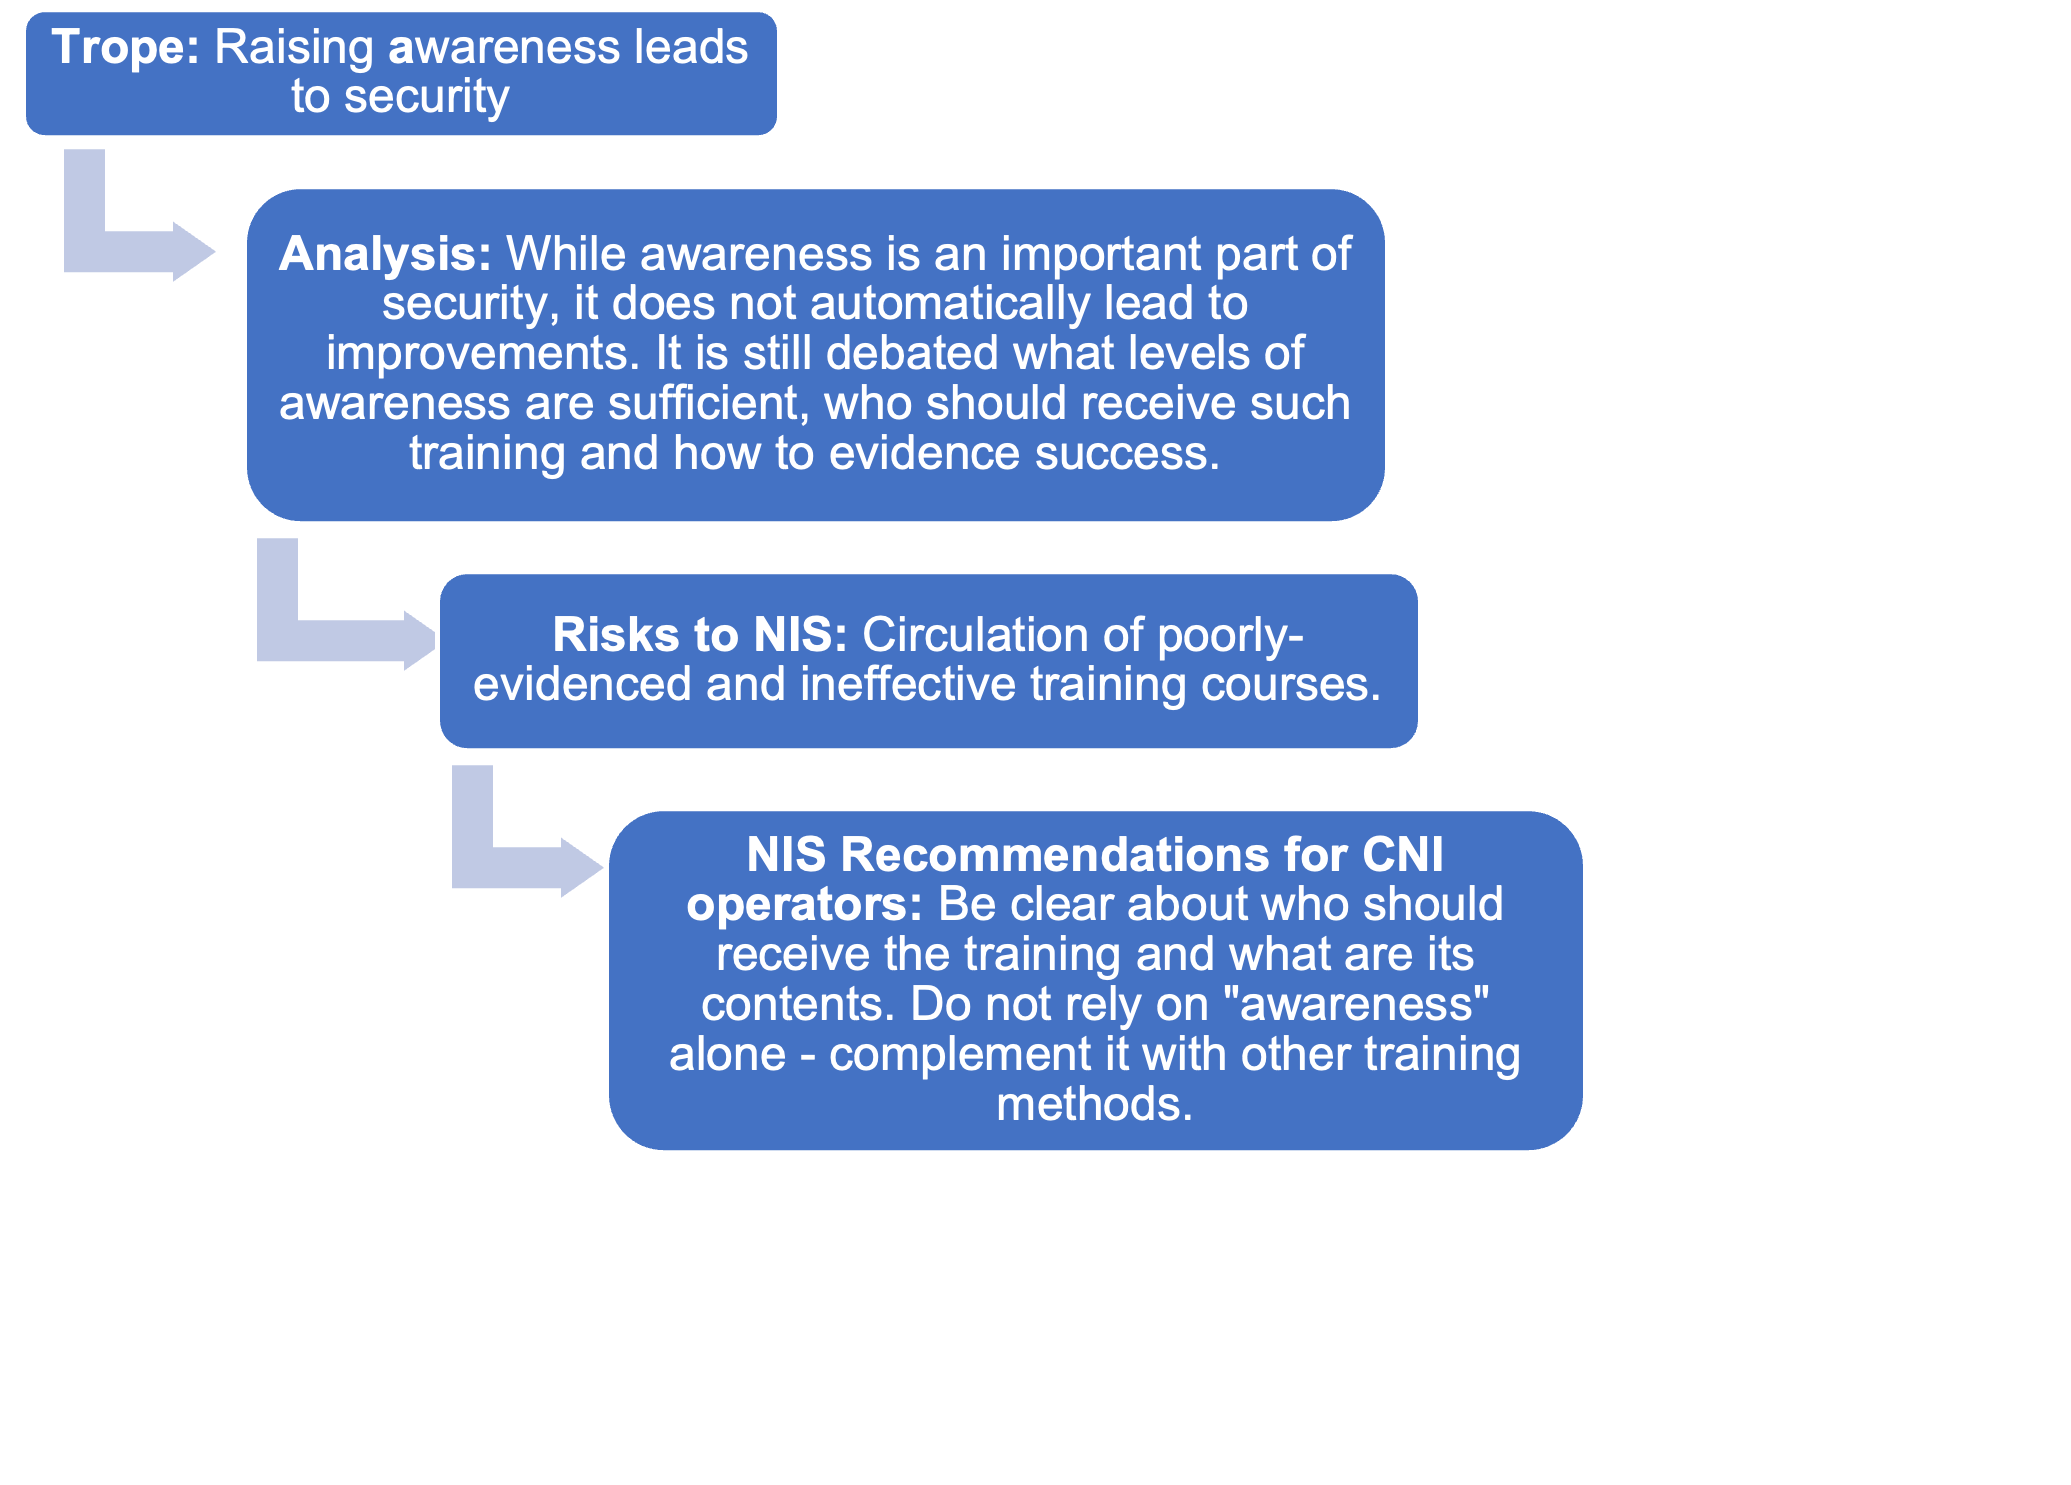 Trope: Raising awareness leads
to security
Analysis: While awareness is an important part of
security, it does not automatically lead to
improvements. It is still debated what levels of
awareness are sufficient, who should receive such
training and how to evidence success.
Risks to NIS: Circulation of poorly-
evidenced and ineffective training courses.
NIS Recommendations for CNI
operators: Be clear about who should
receive the training and what are its
contents. Do not rely on "awareness"
alone - complement it with other training
methods.